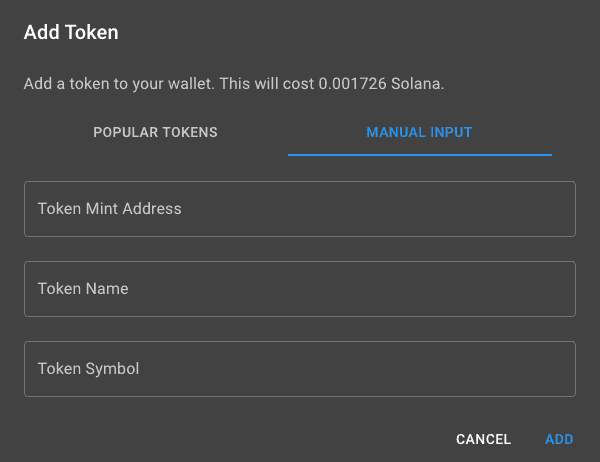 Add Token
Add a token to your wallet. This will cost 0.001726 Solana.
POPULAR TOKENS MANUAL INPUT
Token Mint Address
Token Name
Token Symbol
CANCEL ADD